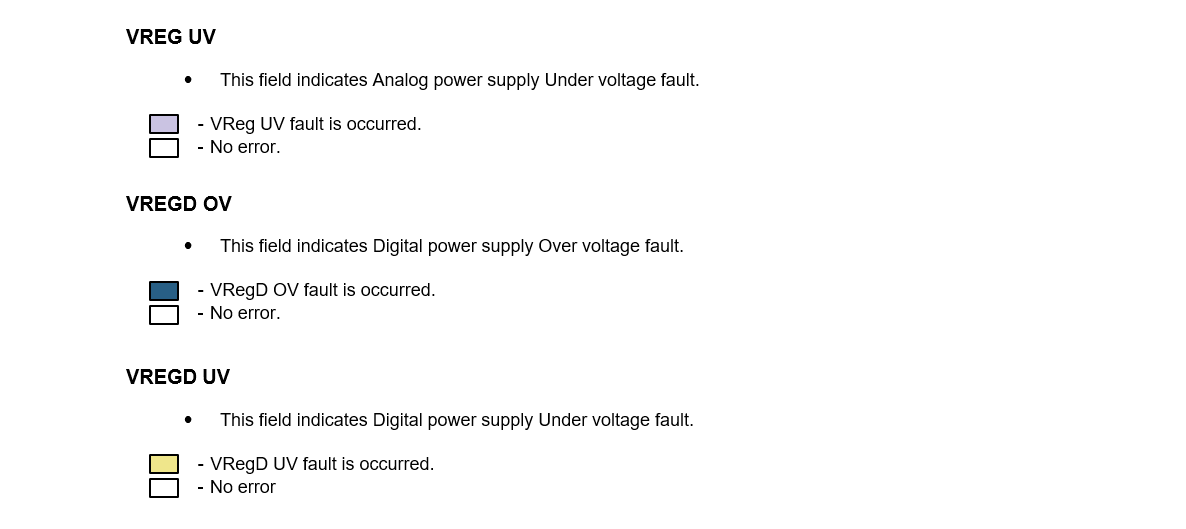 VREG UV
• This field indicates Analog power supply Under voltage fault.
- VReg UV fault is occurred.
- No error.
VREGD OV
• This field indicates Digital power supply Over voltage fault.
- VRegD OV fault is occurred.
- No error.
VREGD UV
• This field indicates Digital power supply Under voltage fault.
- VRegD UV fault is occurred.
- No error